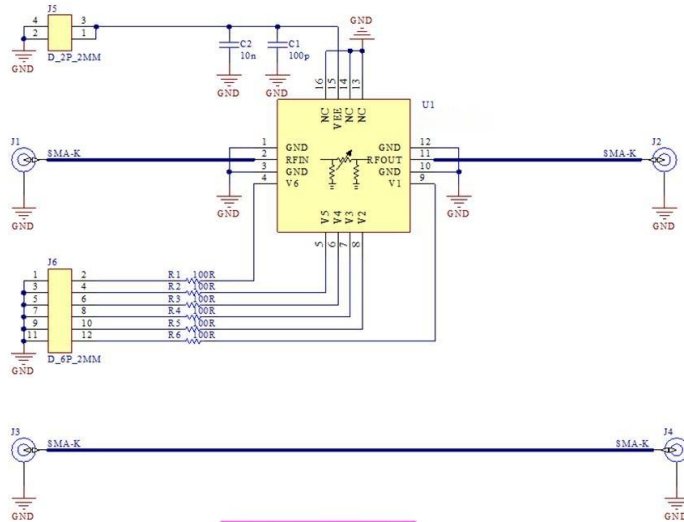 J5
4 3
2 1
GND
D_2P_2MM
C2
10n
GND
C1
100p
GND
GND
16 15 14 13
NC VEE NC NC
U1
J1
SMA-K
GND
1 GND
2 RFIN
3 GND
4 V6
GND
GND 12
RFOUT 11
GND 10
V1 9
GND
J2
SMA-K
GND
V5 V4 V3 V2
5 6 7 8
J6
1 2
3 4
5 6
7 8
9 10
11 12
GND
D_6P_2MM
R1 100R
R2 100R
R3 100R
R4 100R
R5 100R
R6 100R
J3
SMA-K
GND
J4
SMA-K
GND